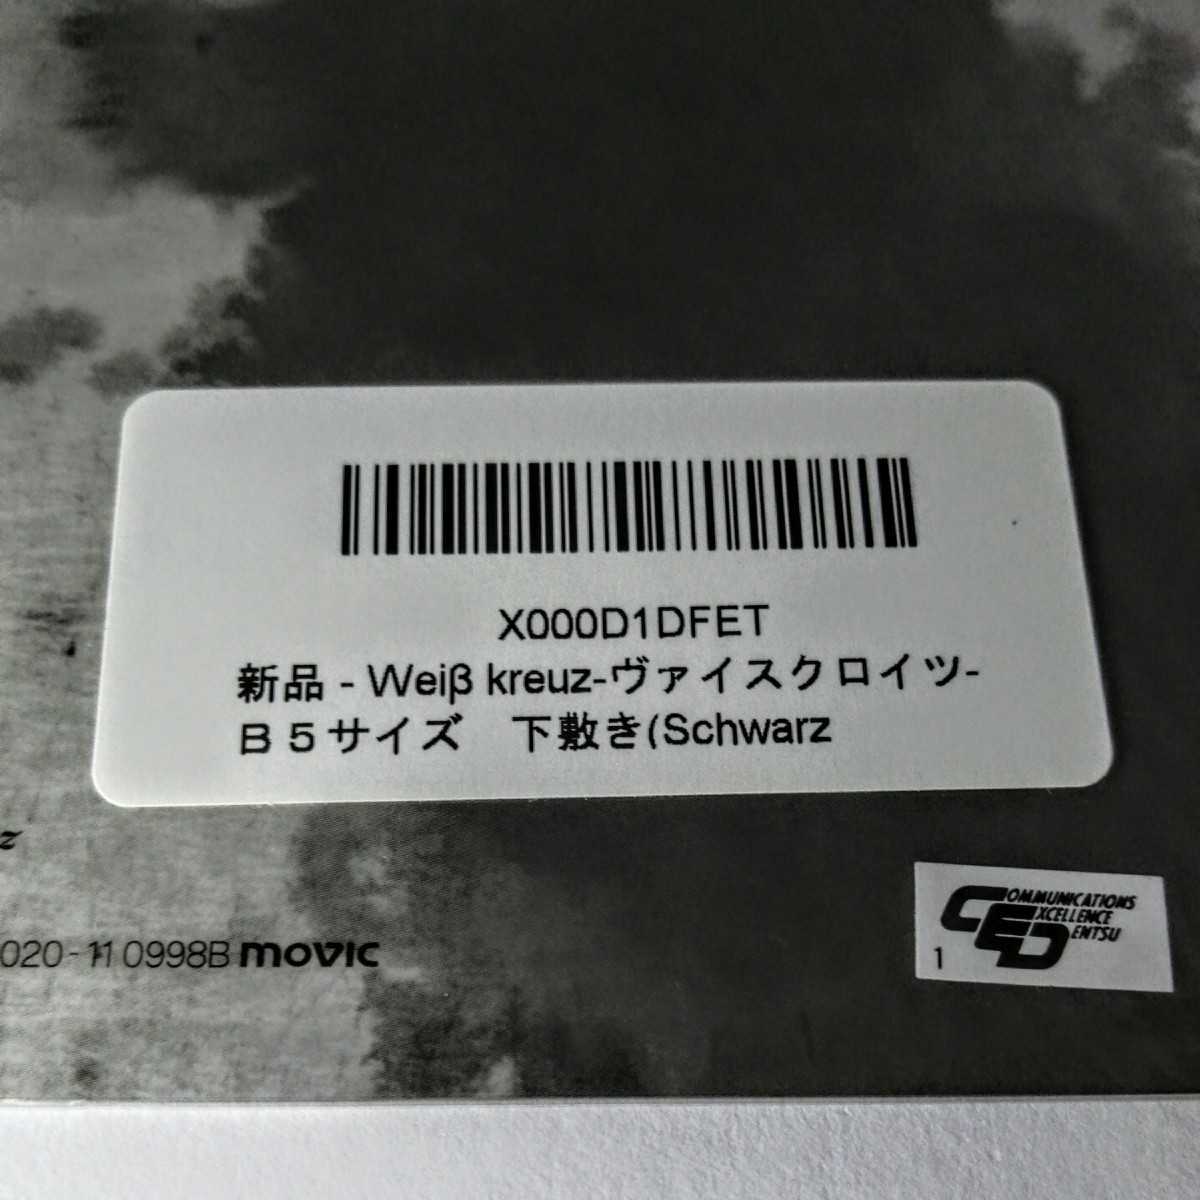 X000D1DFET
新品 - Weiβ kreuz-ヴァイスクロイツ-
B5サイズ　下敷き(Schwarz
z
020-11 0998B movic
COMMUNICATIONS
EXCELLENCE
DENTSU
1